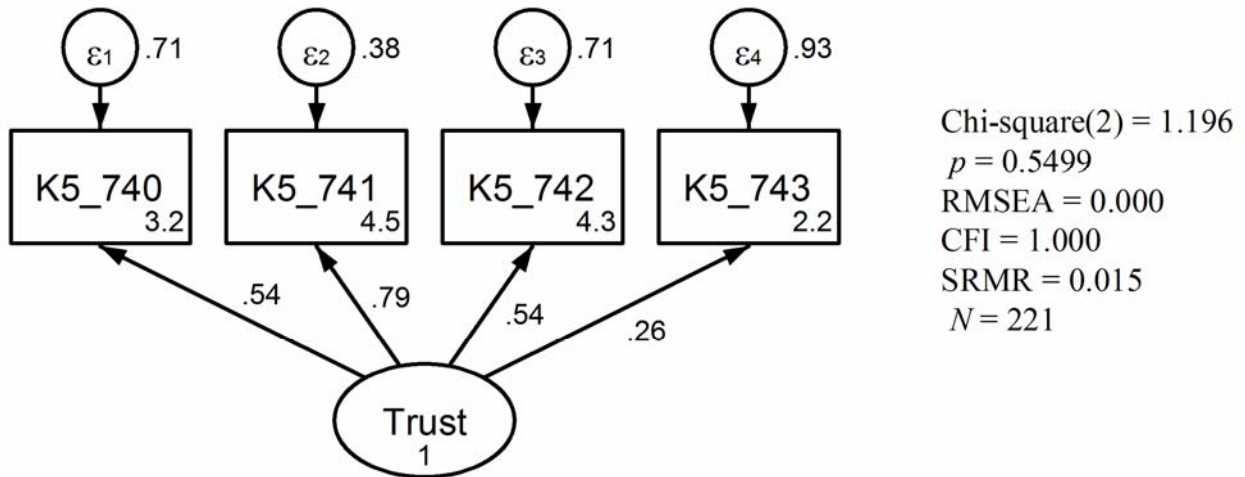 ε1 .71 ε2 .38 ε3 .71 ε4 .93
K5_740 K5_741 K5_742 K5_743
3.2 4.5 4.3 2.2
.54 .79 .54 .26
Trust
1
Chi-square(2) = 1.196
p = 0.5499
RMSEA = 0.000
CFI = 1.000
SRMR = 0.015
N = 221